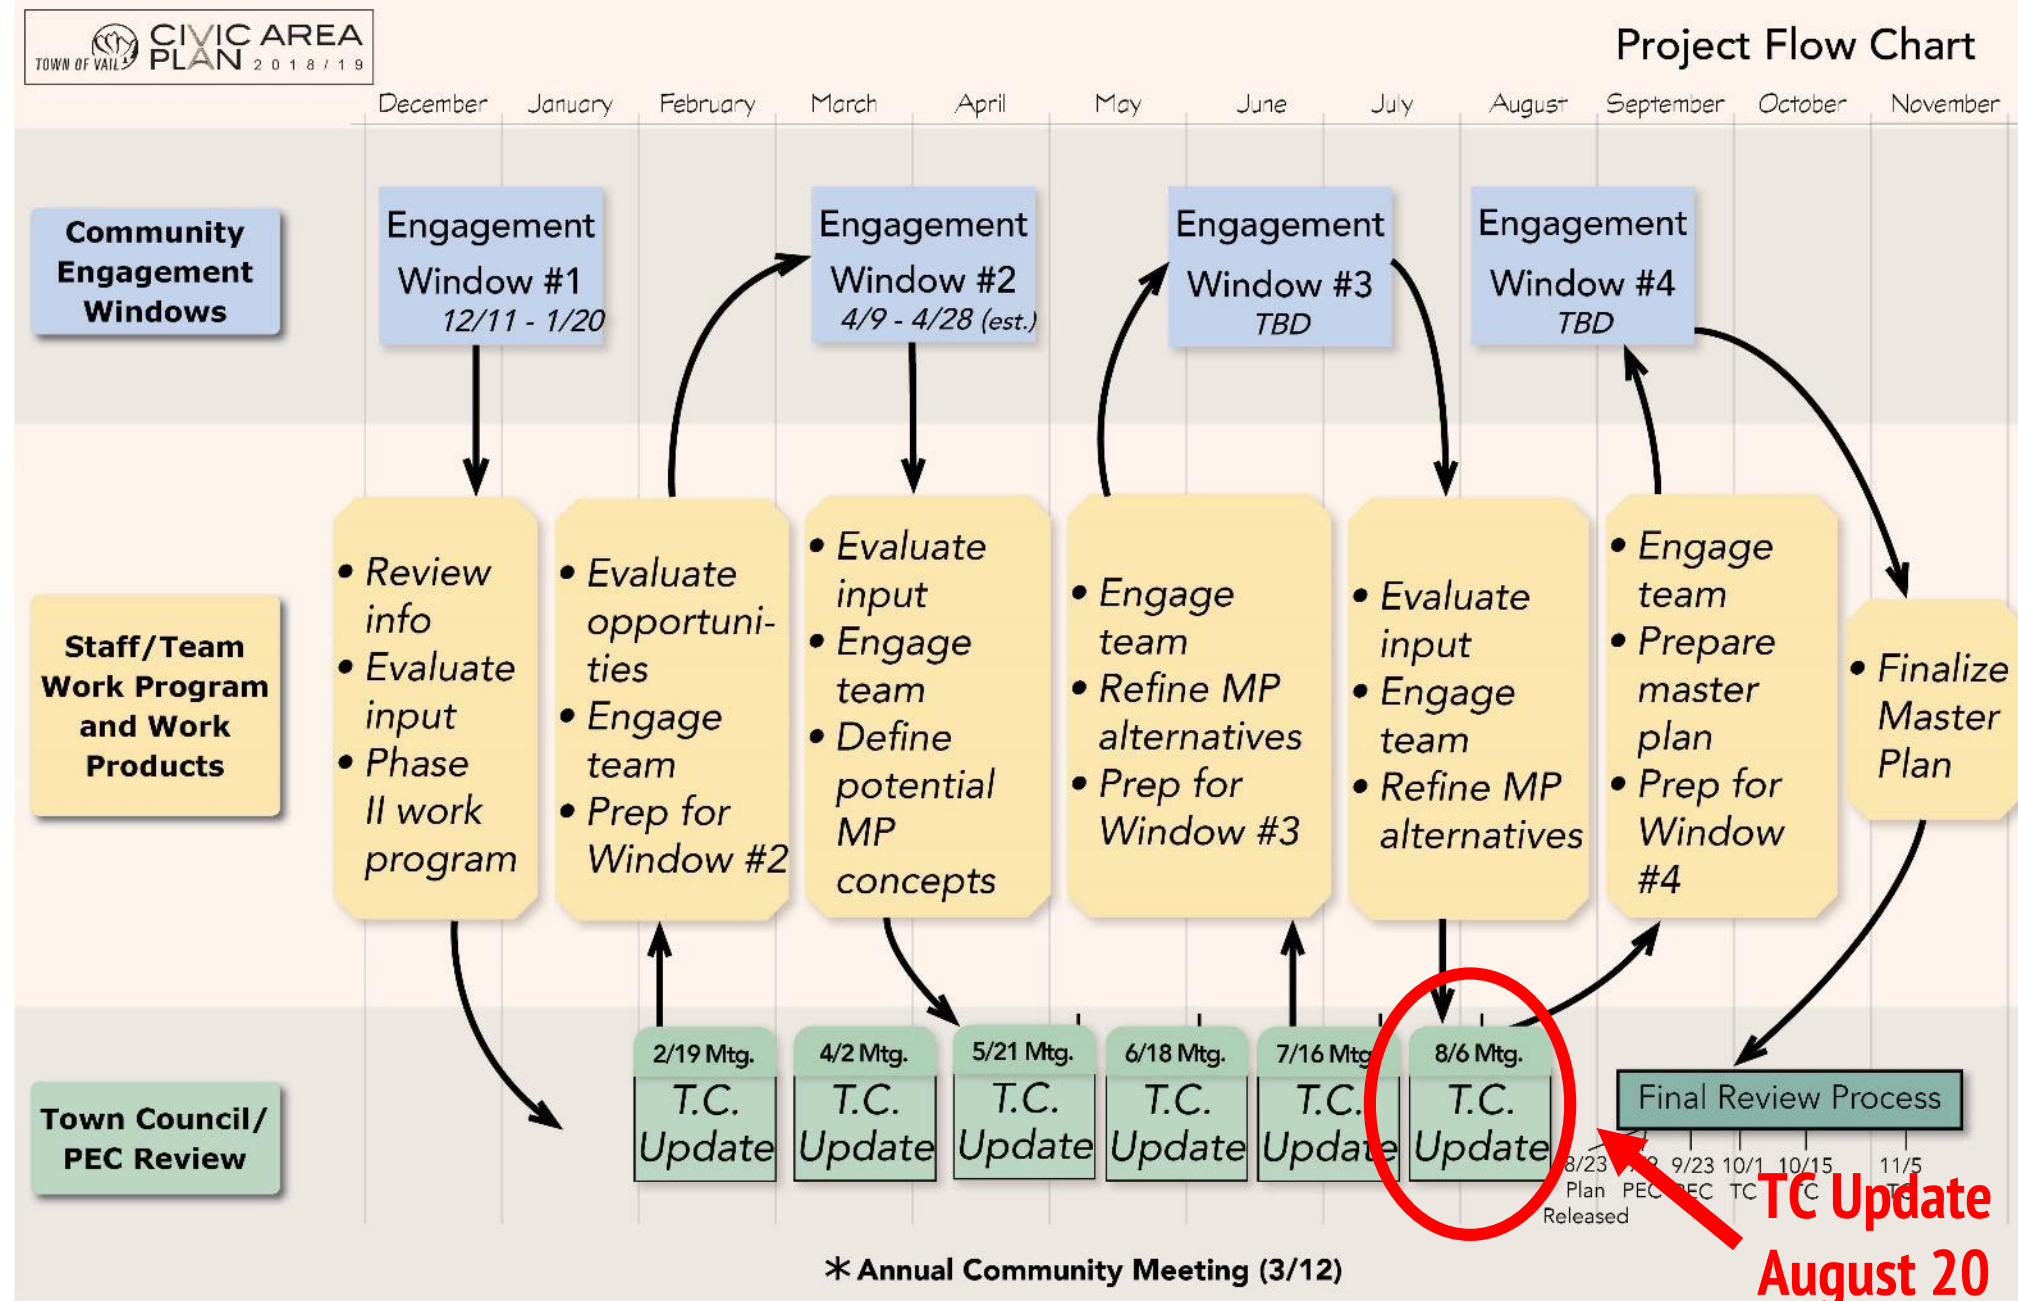 TOWN OF VAIL
CIVIC AREA
PLAN 2018/19
Project Flow Chart
December January February March April May June July August September October November
Community
Engagement
Windows
Engagement
Window #1
12/11 - 1/20
Engagement
Window #2
4/9 - 4/28 (est.)
Engagement
Window #3
TBD
Engagement
Window #4
TBD
Staff/Team
Work Program
and Work
Products
• Review
info
• Evaluate
input
• Phase
II work
program
• Evaluate
opportuni-
ties
• Engage
team
• Prep for
Window #2
• Evaluate
input
• Engage
team
• Define
potential
MP
concepts
• Engage
team
• Refine MP
alternatives
• Prep for
Window #3
• Evaluate
input
• Engage
team
• Refine MP
alternatives
• Engage
team
• Prepare
master
plan
• Prep for
Window
#4
• Finalize
Master
Plan
Town Council/
PEC Review
2/19 Mtg.
T.C.
Update
4/2 Mtg.
T.C.
Update
5/21 Mtg.
T.C.
Update
6/18 Mtg.
T.C.
Update
7/16 Mtg
T.C.
Update
8/6 Mtg.
T.C.
Update
Final Review Process
8/23
Plan
Released
PEC
9/23
PEC
10/1
TC
10/15
TC
11/5
TC
TC Update
August 20
* Annual Community Meeting (3/12)